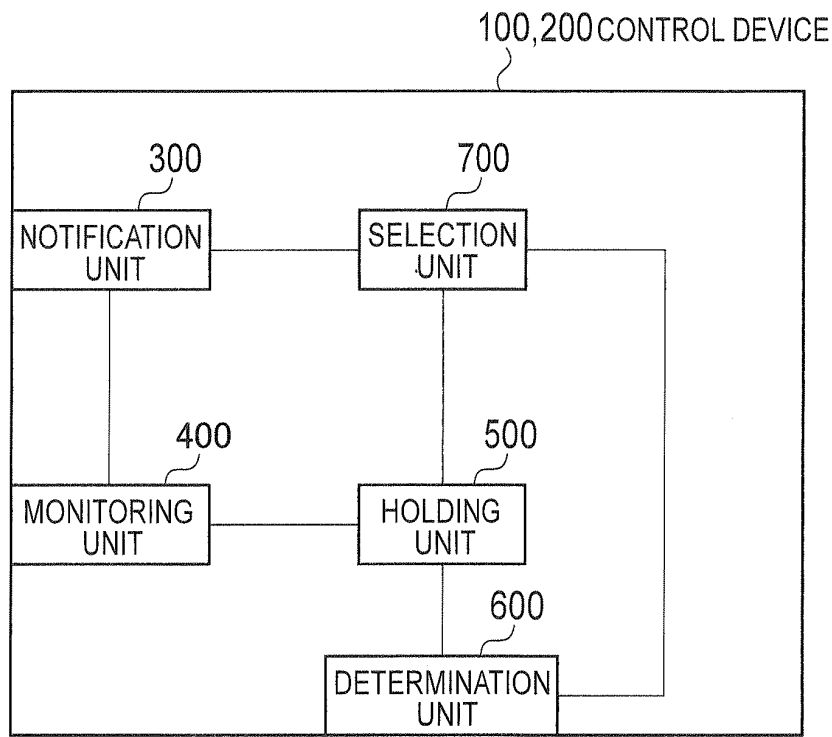 100,200 CONTROL DEVICE
300
700
NOTIFICATION
UNIT
SELECTION
UNIT
400
500
MONITORING
UNIT
HOLDING
UNIT
600
DETERMINATION
UNIT